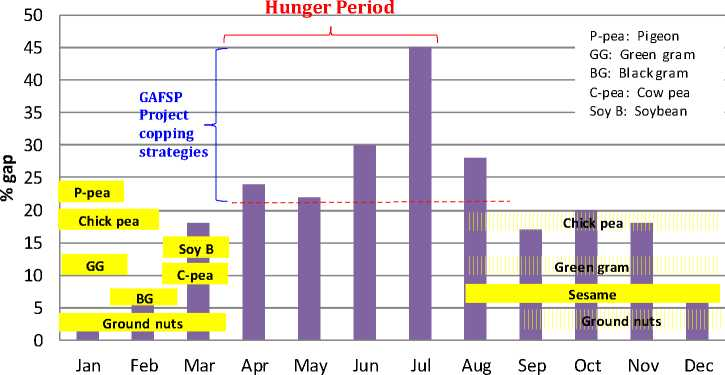 Hunger Period
50
45
40
35
30
25
20
15
10
5
0
% gap
P-pea: Pigeon
GG: Green gram
BG: Black gram
C-pea: Cow pea
Soy B: Soybean
GAFSP
Project
copping
strategies
P-pea
Chick pea
GG
BG
Ground nuts
Soy B
C-pea
Chick pea
Green gram
Sesame
Ground nuts
Jan Feb Mar Apr May Jun Jul Aug Sep Oct Nov Dec